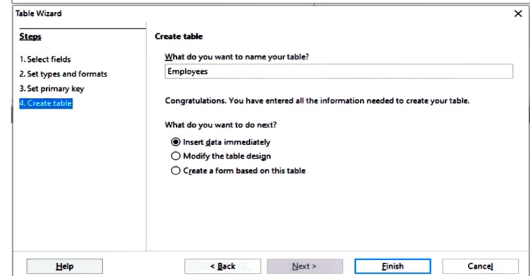 Table Wizard
Steps
1. Select fields
2. Set types and formats
3. Set primary key
4. Create table
Create table
What do you want to name your table?
Employees
Congratulations. You have entered all the information needed to create your table.
What do you want to do next?
Insert data immediately
Modify the table design
Create a form based on this table
Help
< Back
Next >
Finish
Cancel